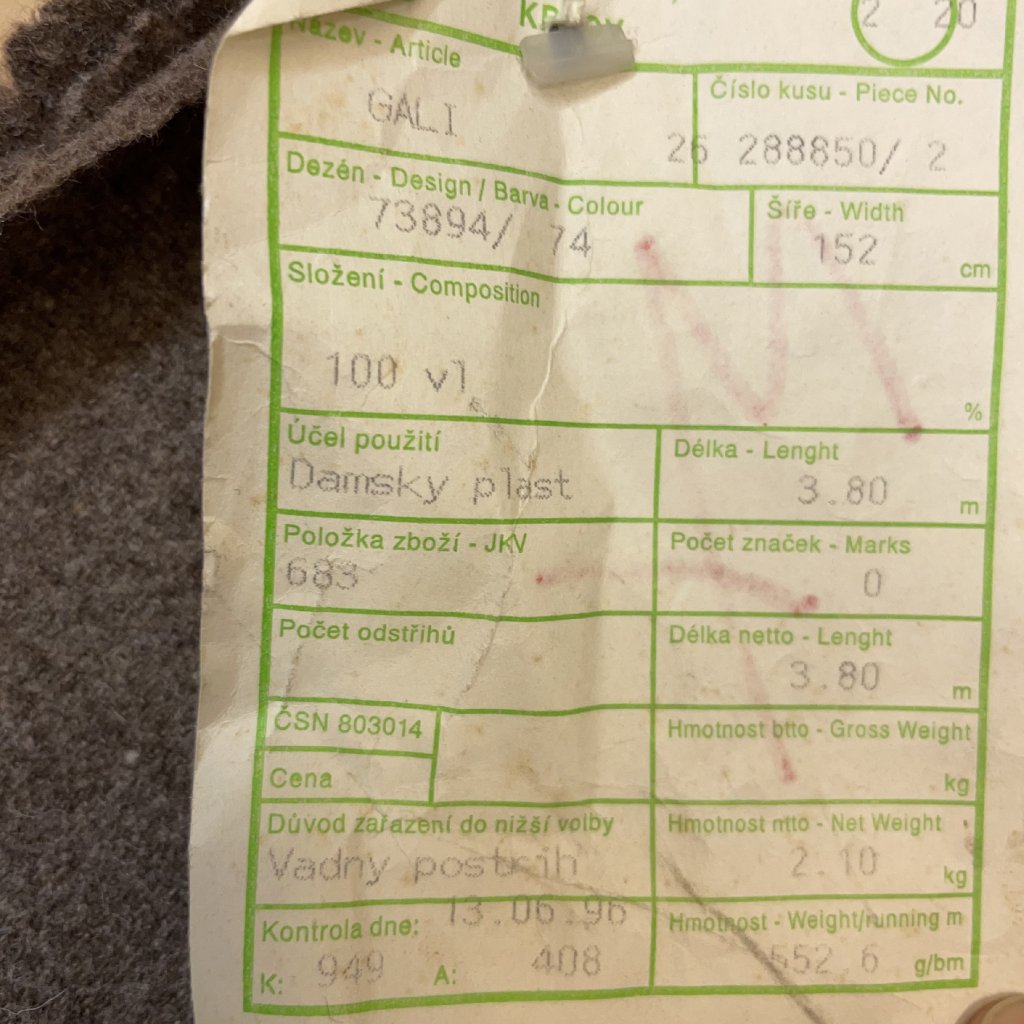 2 20
Název - Article
GALI
Číslo kusu - Piece No.
26 288850/ 2
Dezén - Design / Barva - Colour
73894/ 74
Šíře - Width
152
cm
Složení - Composition
100 vl
%
Účel použití
Damsky plast
Délka - Lenght
3.80
m
Položka zboží - JKV
683
Počet značek - Marks
0
Počet odstřihů
Délka netto - Lenght
3.80
m
ČSN 803014
Cena
Hmotnost btto - Gross Weight
kg
Důvod zařazení do nižší volby
Vadny postrih
Hmotnost ntto - Net Weight
2.10
kg
Kontrola dne: 13.06.96
K: 949 A: 408
Hmotnost - Weight/running m
552 6
g/bm